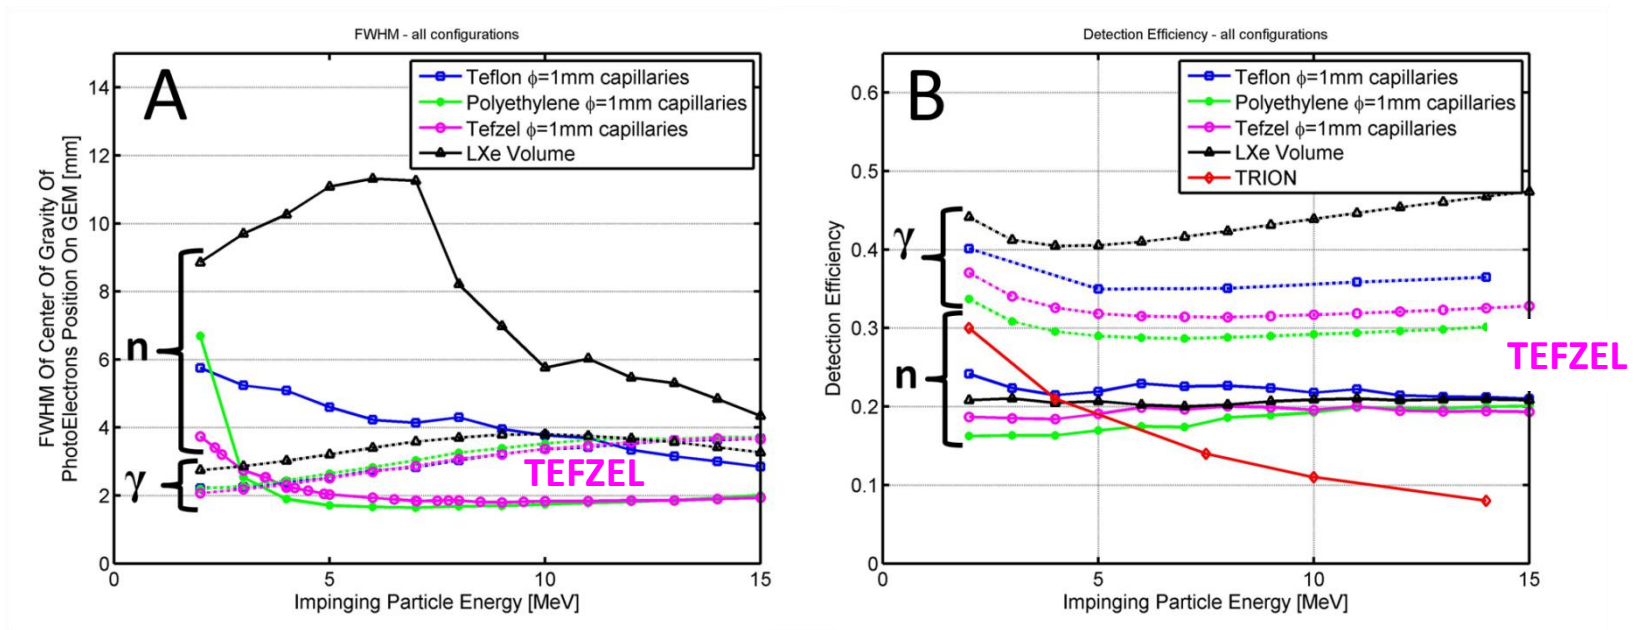 FWHM - all configurations
A
Teflon ϕ=1mm capillaries
Polyethylene ϕ=1mm capillaries
Tefzel ϕ=1mm capillaries
LXe Volume
FWHM Of Center Of Gravity Of
PhotoElectrons Position On GEM [mm]
14
12
10
8
6
4
2
0
n
γ
TEFZEL
0 5 10 15
Impinging Particle Energy [MeV]
Detection Efficiency - all configurations
B
Teflon ϕ=1mm capillaries
Polyethylene ϕ=1mm capillaries
Tefzel ϕ=1mm capillaries
LXe Volume
TRION
Detection Efficiency
0.6
0.5
0.4
0.3
0.2
0.1
0
γ
n
TEFZEL
0 5 10 15
Impinging Particle Energy [MeV]